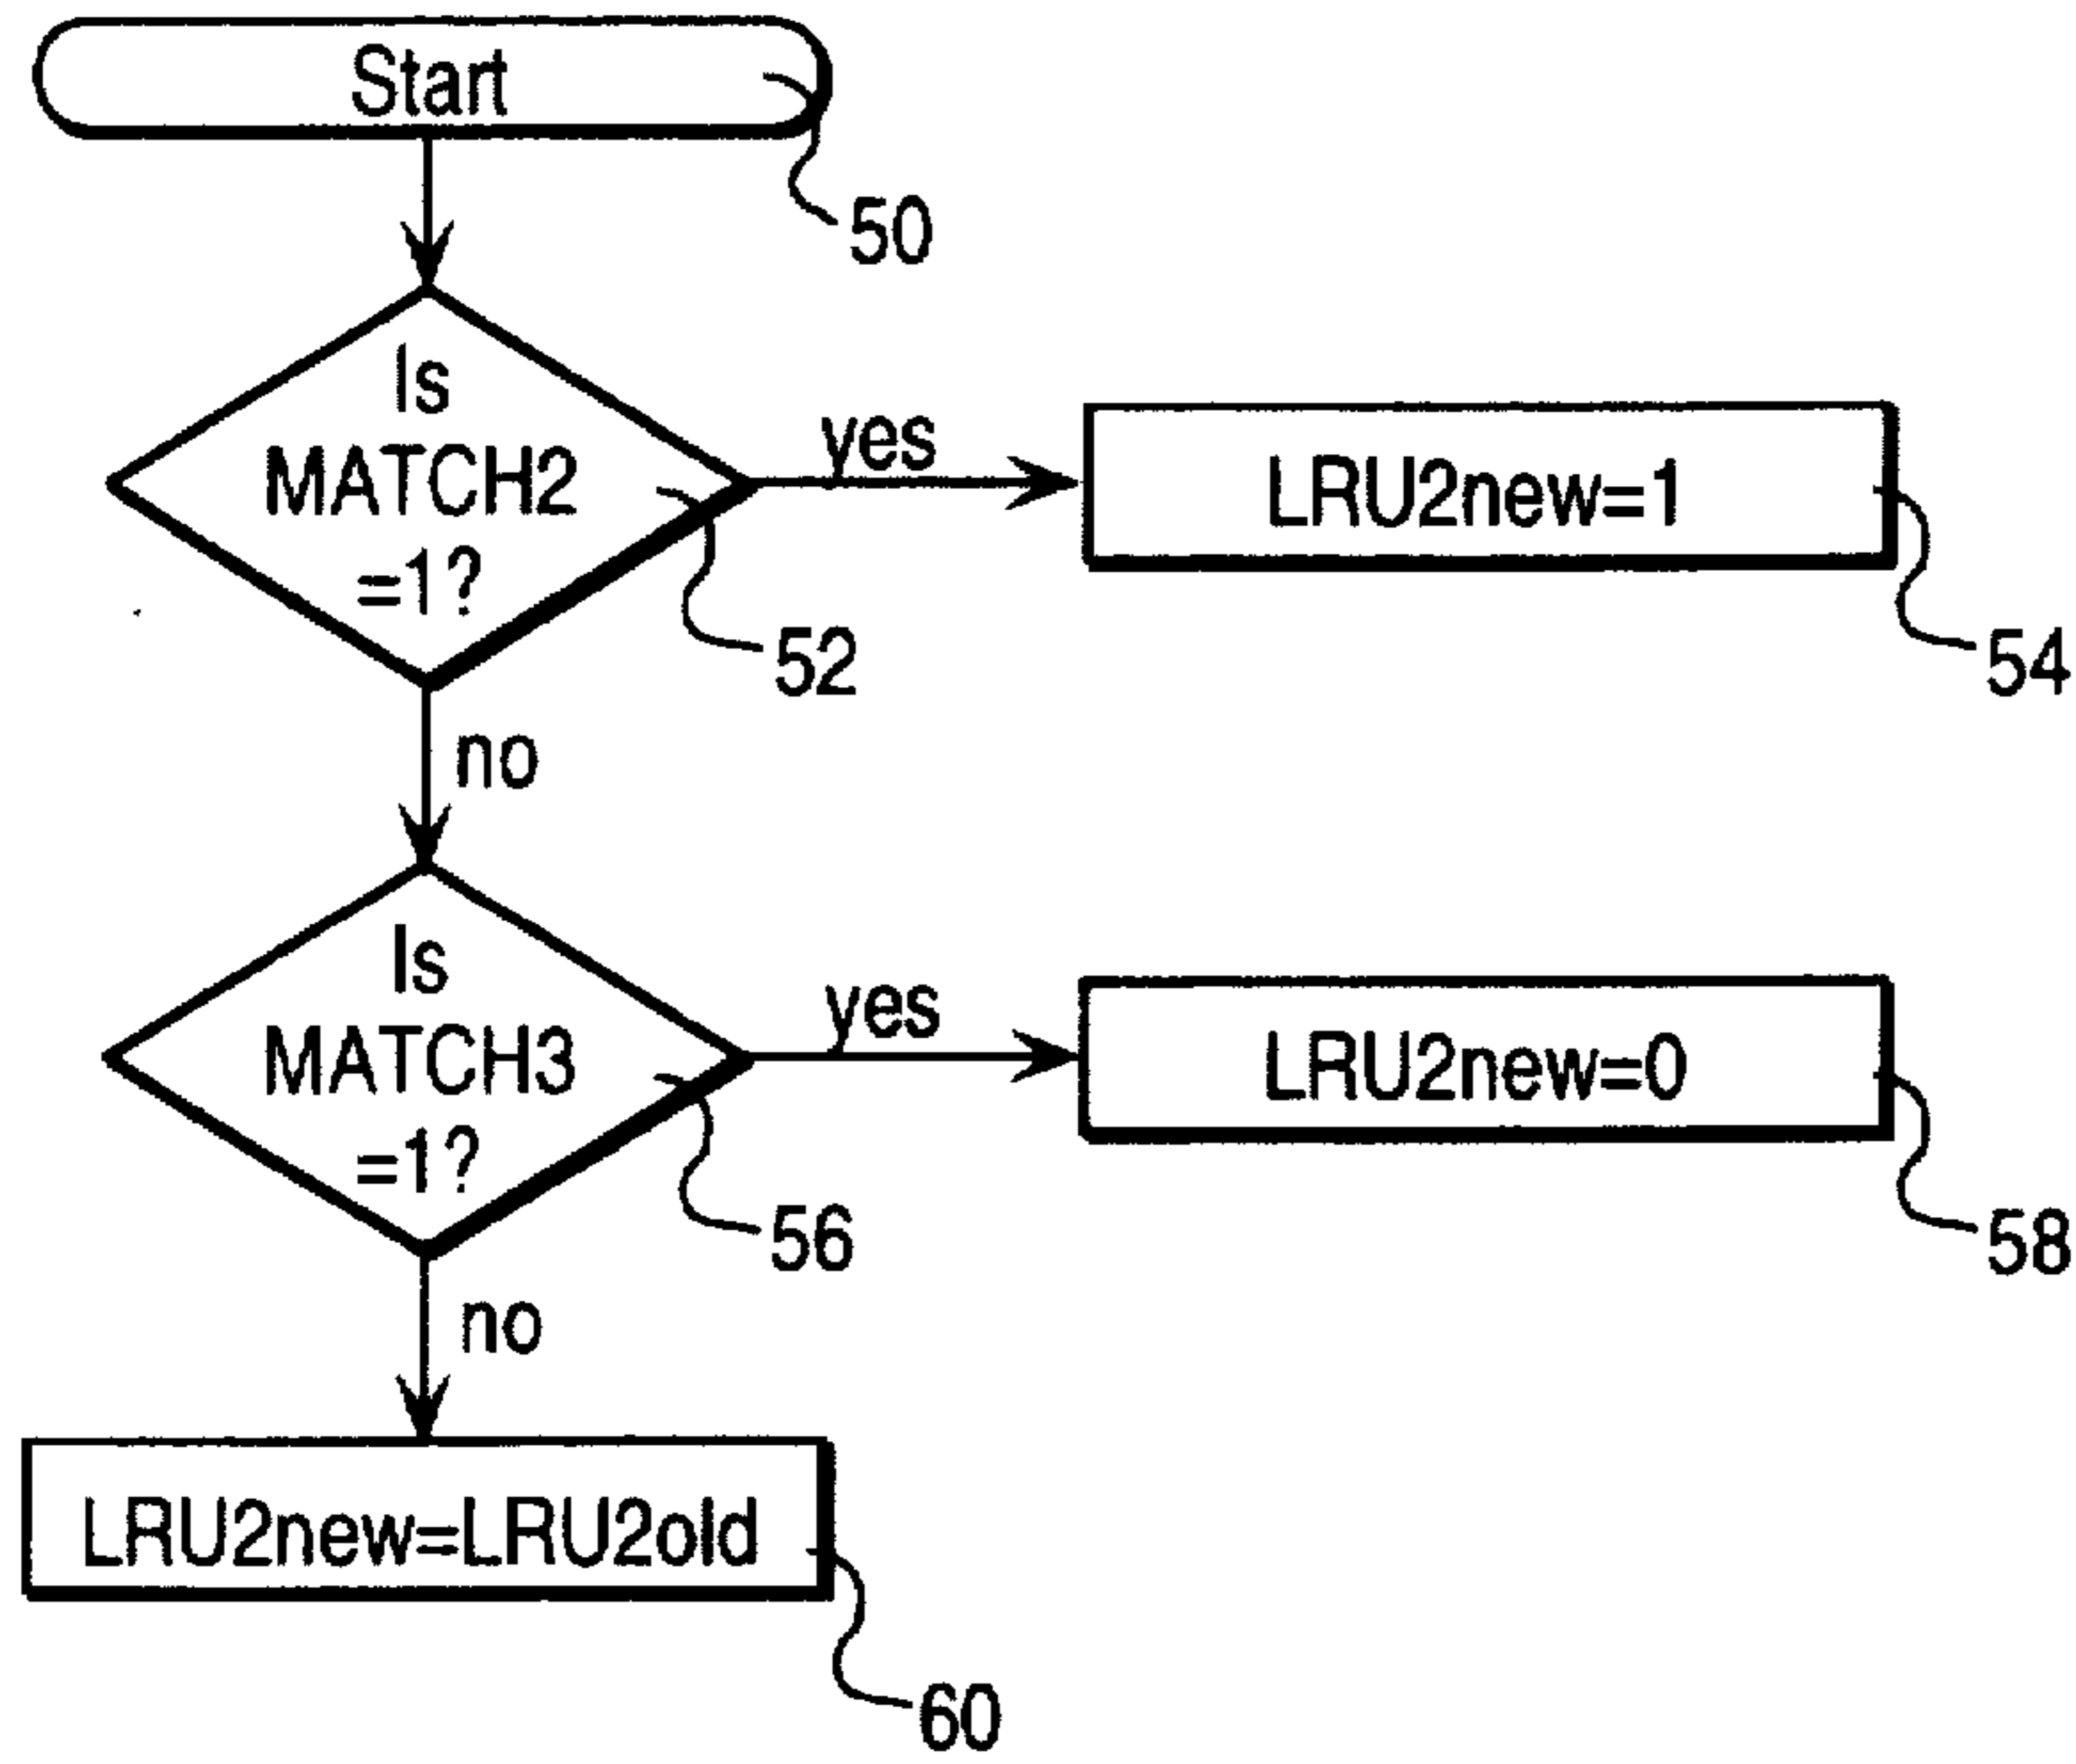 Start
50
Is
MATCH2
=1?
yes
LRU2new=1
52
54
no
Is
MATCH3
=1?
yes
LRU2new=0
56
58
no
LRU2new=LRU2old
60